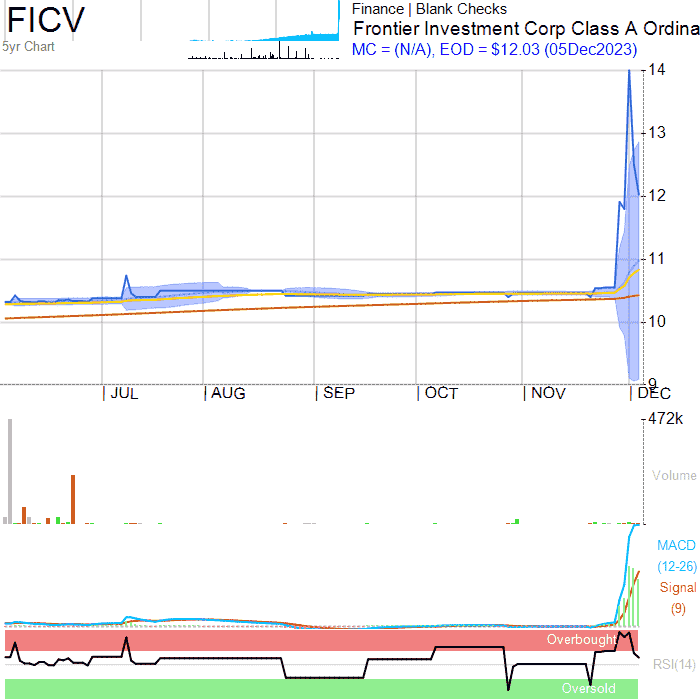 FICV
5yr Chart
Finance | Blank Checks
Frontier Investment Corp Class A Ordina
MC = (N/A), EOD = $12.03 (05Dec2023)
14
13
12
11
10
9
JUL AUG SEP OCT NOV DEC
472k
Volume
MACD
(12-26)
Signal
(9)
Overbought
RSI(14)
Oversold